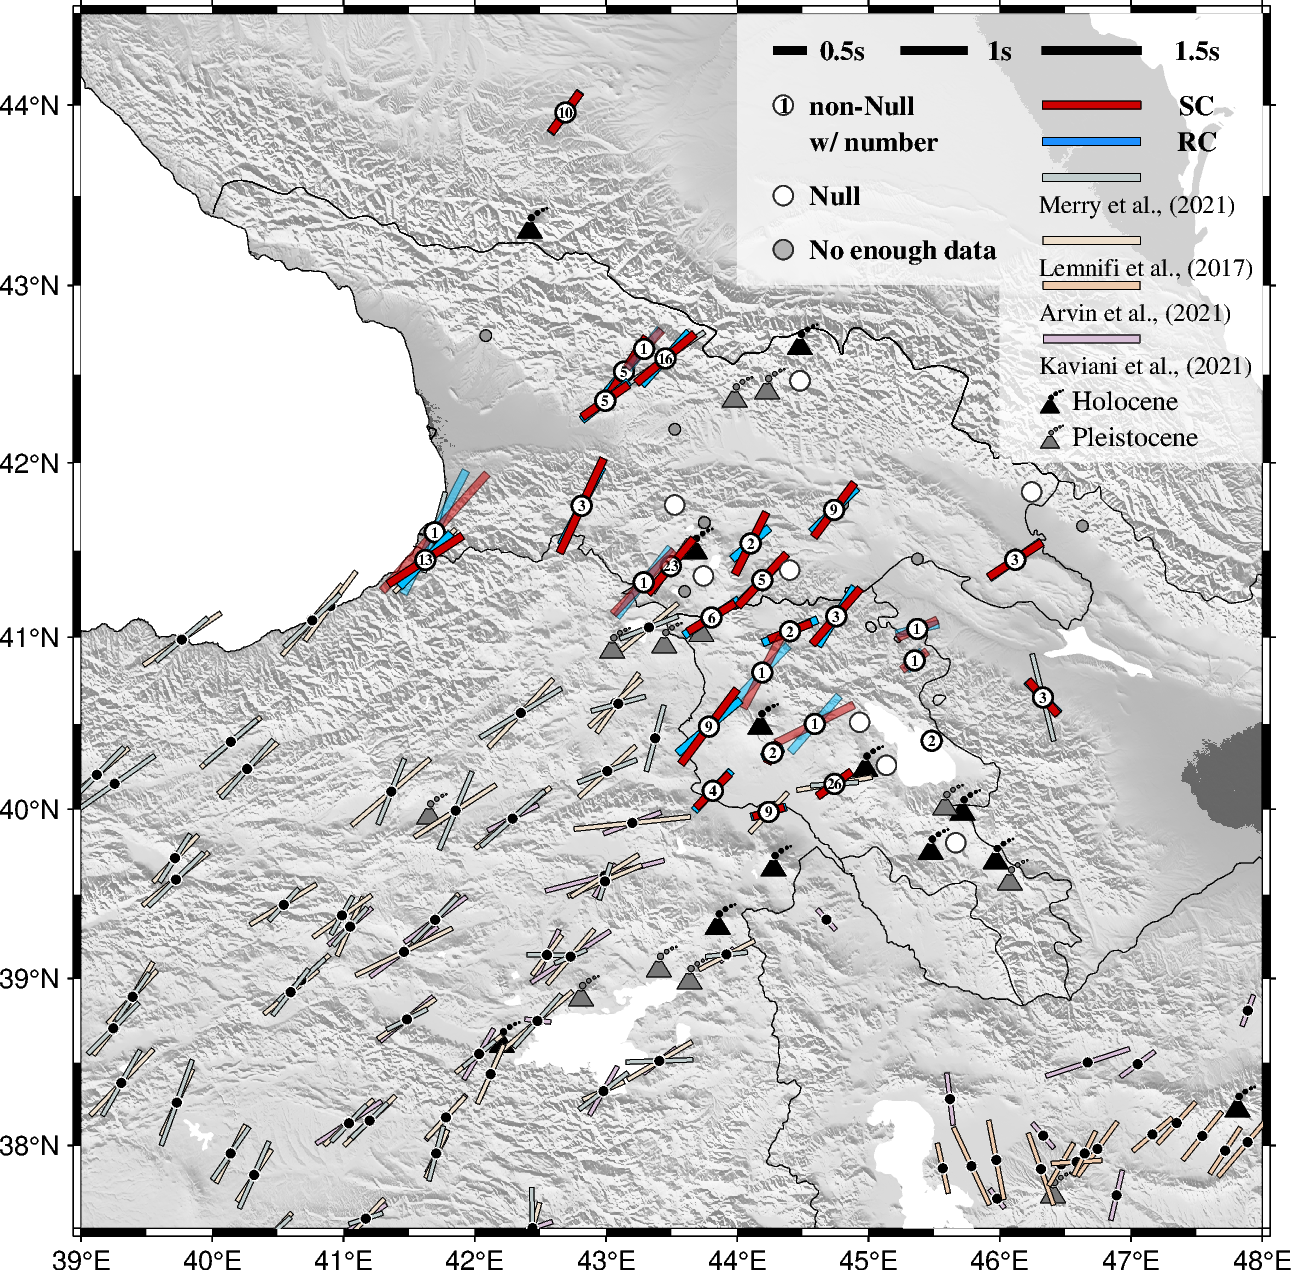 0.5s 1s 1.5s
44°N
1 non-Null SC
10
w/ number RC
Merry et al., (2021)
Null
No enough data
Lemnifi et al., (2017)
43°N
Arvin et al., (2021)
1
16
Kaviani et al., (2021)
5
5
Holocene
Pleistocene
42°N
3
9
1
2
13
3
23
5
1
6
3
2
1
41°N
1
1
3
9
1
2
2
26
4
9
40°N
39°N
38°N
39°E 40°E 41°E 42°E 43°E 44°E 45°E 46°E 47°E 48°E